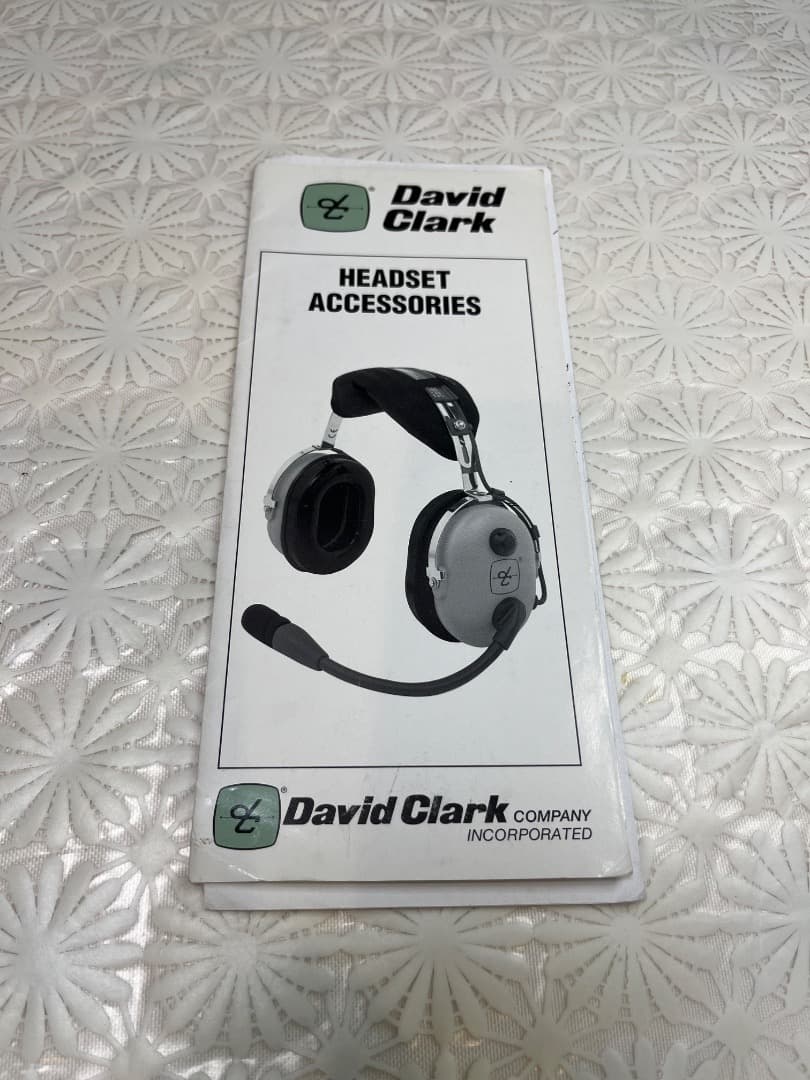 David
Clark
HEADSET
ACCESSORIES
David Clark COMPANY
INCORPORATED